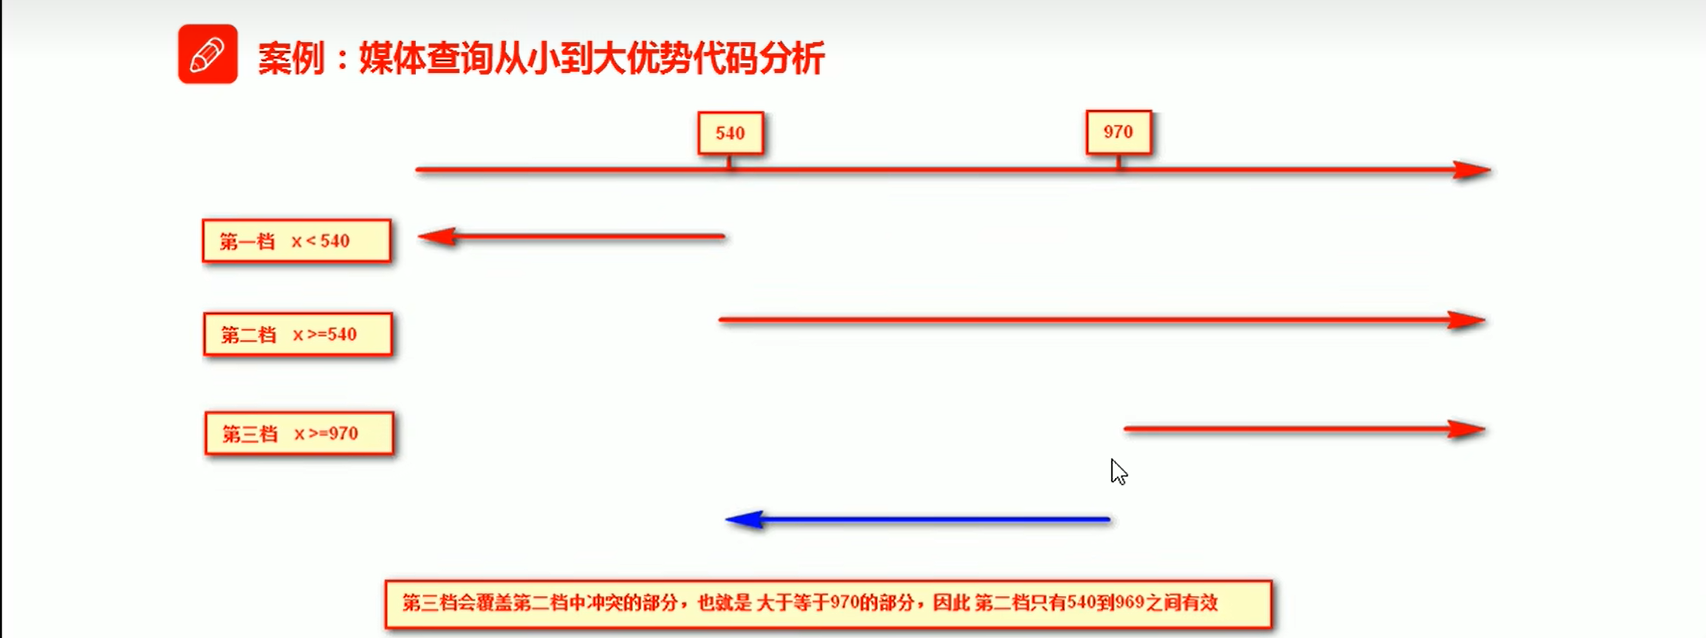 案例：媒体查询从小到大优势代码分析
540
970
第一档 x < 540
第二档 x >=540
第三档 x >=970
第三档会覆盖第二档中冲突的部分，也就是 大于等于970的部分，因此 第二档只有540到969之间有效